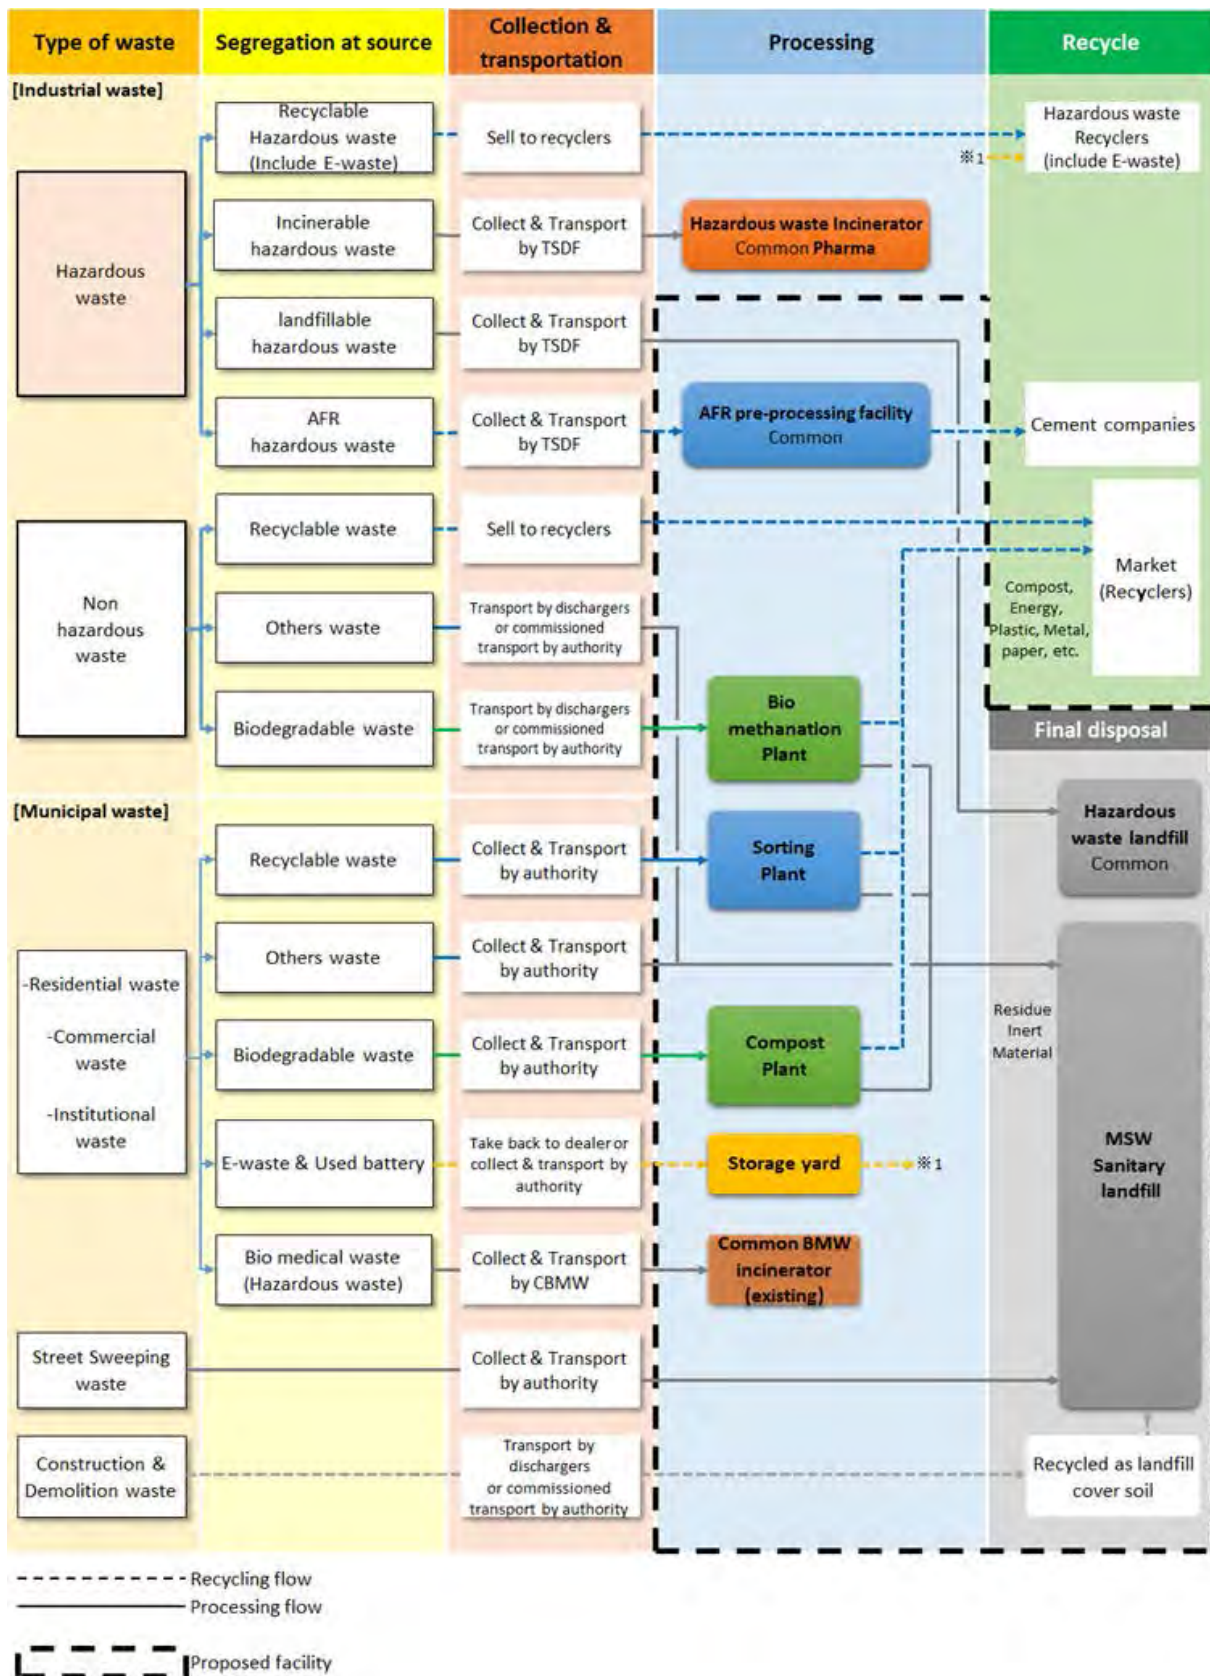 Type of waste
Segregation at source
Collection &
transportation
Processing
Recycle
[Industrial waste]
Hazardous
waste
Recyclable
Hazardous waste
(Include E-waste)
Sell to recyclers
Hazardous waste
Recyclers
(include E-waste)
※1
Incinerable
hazardous waste
Collect & Transport
by TSDF
Hazardous waste Incinerator
Common Pharma
landfillable
hazardous waste
Collect & Transport
by TSDF
AFR
hazardous waste
Collect & Transport
by TSDF
AFR pre-processing facility
Common
Cement companies
Non
hazardous
waste
Recyclable waste
Sell to recyclers
Market
(Recyclers)
Compost,
Energy,
Plastic, Metal,
paper, etc.
Others waste
Transport by dischargers
or commissioned
transport by authority
Biodegradable waste
Transport by dischargers
or commissioned
transport by authority
Bio
methanation
Plant
Final disposal
Hazardous
waste landfill
Common
[Municipal waste]
-Residential waste
-Commercial
waste
-Institutional
waste
Recyclable waste
Collect & Transport
by authority
Sorting
Plant
Others waste
Collect & Transport
by authority
Residue
Inert
Material
MSW
Sanitary
landfill
Biodegradable waste
Collect & Transport
by authority
Compost
Plant
E-waste & Used battery
Take back to dealer or
collect & transport by
authority
Storage yard
※1
Bio medical waste
(Hazardous waste)
Collect & Transport
by CBMW
Common BMW
incinerator
(existing)
Street Sweeping
waste
Collect & Transport
by authority
Construction &
Demolition waste
Transport by
dischargers
or commissioned
transport by authority
Recycled as landfill
cover soil
Recycling flow
Processing flow
Proposed facility